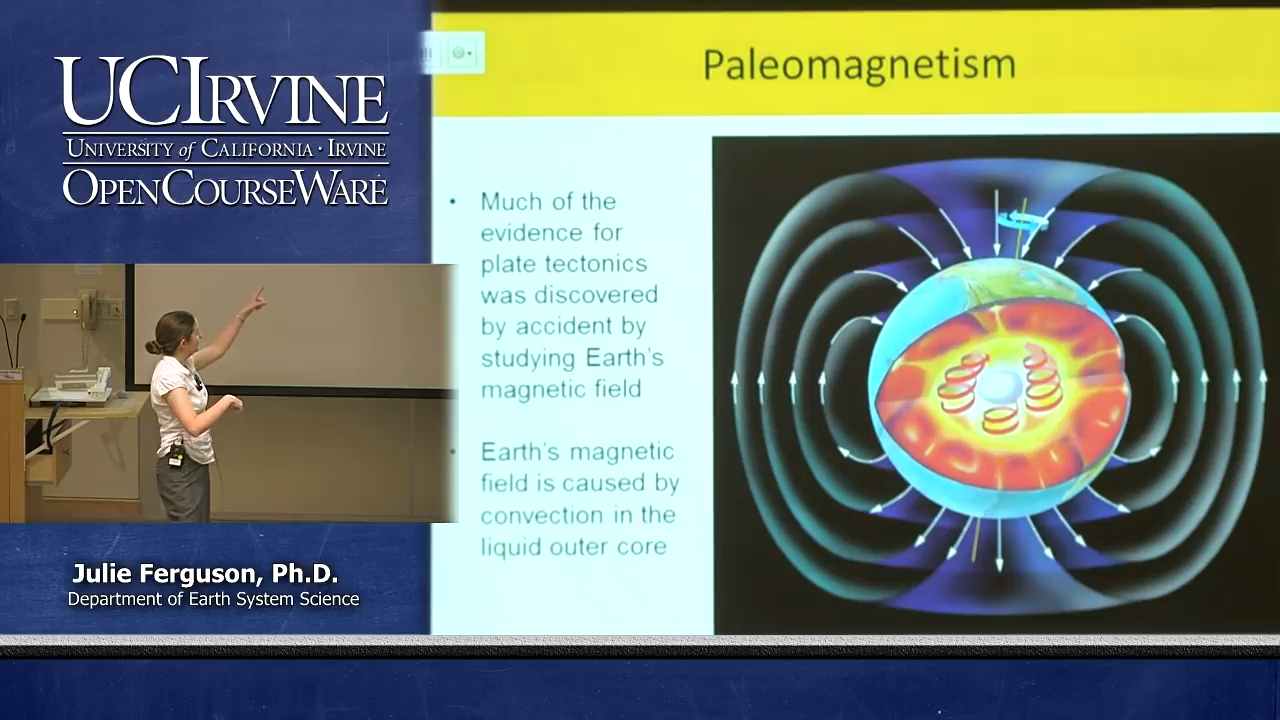 UCIRVINE
UNIVERSITY of CALIFORNIA · IRVINE
OPENCOURSEWARE
Julie Ferguson, Ph.D.
Department of Earth System Science
Paleomagnetism
• Much of the
evidence for
plate tectonics
was discovered
by accident by
studying Earth's
magnetic field
• Earth's magnetic
field is caused by
convection in the
liquid outer core